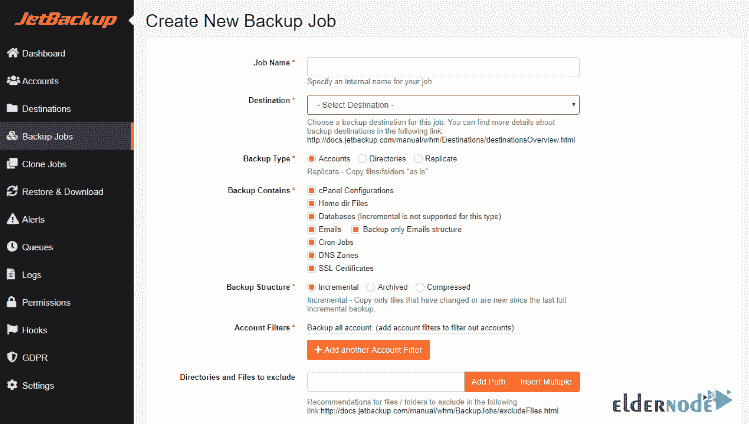 JetBackup
Create New Backup Job
Dashboard
Accounts
Destinations
Backup Jobs
Clone Jobs
Restore & Download
Alerts
Queues
Logs
Permissions
Hooks
GDPR
Settings
Job Name *
Specify an internal name for your job
Destination *
- Select Destination -
Choose a backup destination for this job. You can find more details about
backup destinations in the following link:
http://docs.jetbackup.com/manual/whm/Destinations/destinationsOverview.html
Backup Type * Accounts Directories Replicate
Replicate - Copy files/folders "as is"
Backup Contains * cPanel Configurations
Home dir Files
Databases (Incremental is not supported for this type)
Emails Backup only Emails structure
Cron Jobs
DNS Zones
SSL Certificates
Backup Structure * Incremental Archived Compressed
Incremental - Copy only files that have changed or are new since the last full
incremental backup.
Account Filters * Backup all account. (add account filters to filter out accounts)
+ Add another Account Filter
Directories and Files to exclude Add Path Insert Multiple
Recommendations for files / folders to exclude in the following
link:http://docs.jetbackup.com/manual/whm/BackupJobs/excludeFiles.html
elderNode